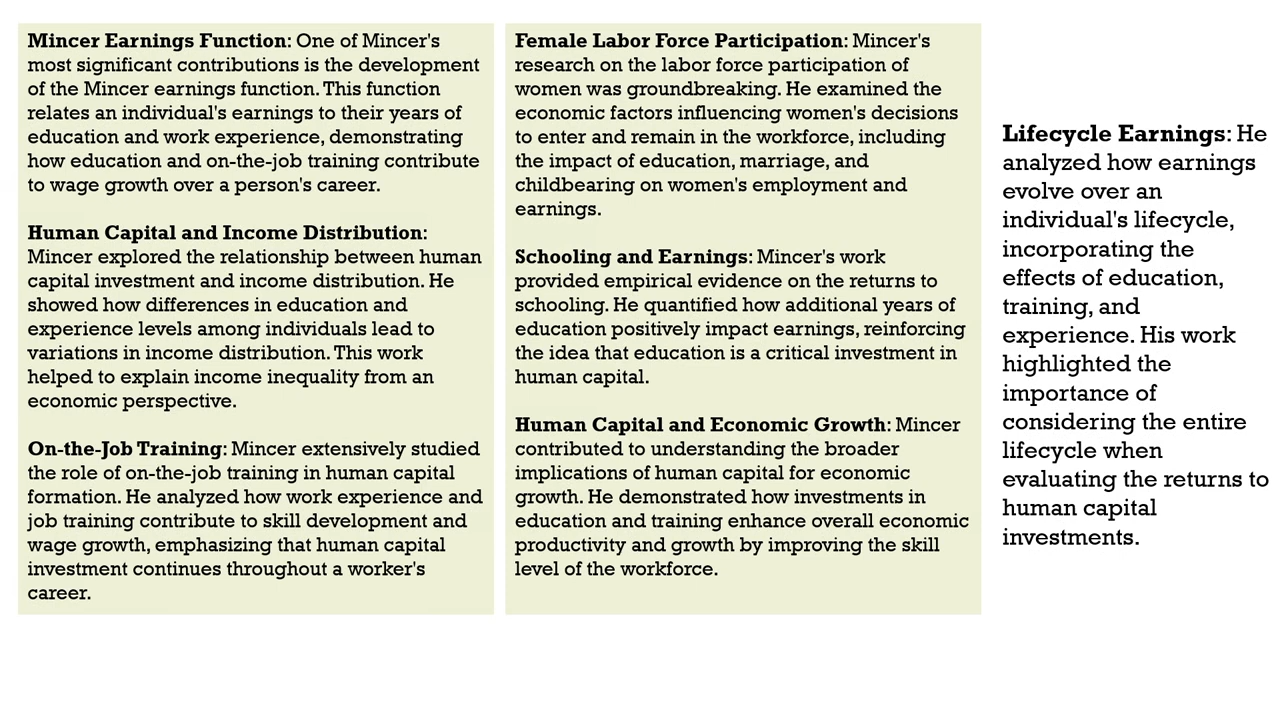 Mincer Earnings Function: One of Mincer's
most significant contributions is the development
of the Mincer earnings function. This function
relates an individual's earnings to their years of
education and work experience, demonstrating
how education and on-the-job training contribute
to wage growth over a person's career.
Human Capital and Income Distribution:
Mincer explored the relationship between human
capital investment and income distribution. He
showed how differences in education and
experience levels among individuals lead to
variations in income distribution. This work
helped to explain income inequality from an
economic perspective.
On-the-Job Training: Mincer extensively studied
the role of on-the-job training in human capital
formation. He analyzed how work experience and
job training contribute to skill development and
wage growth, emphasizing that human capital
investment continues throughout a worker's
career.
Female Labor Force Participation: Mincer's
research on the labor force participation of
women was groundbreaking. He examined the
economic factors influencing women's decisions
to enter and remain in the workforce, including
the impact of education, marriage, and
childbearing on women's employment and
earnings.
Schooling and Earnings: Mincer's work
provided empirical evidence on the returns to
schooling. He quantified how additional years of
education positively impact earnings, reinforcing
the idea that education is a critical investment in
human capital.
Human Capital and Economic Growth: Mincer
contributed to understanding the broader
implications of human capital for economic
growth. He demonstrated how investments in
education and training enhance overall economic
productivity and growth by improving the skill
level of the workforce.
Lifecycle Earnings: He
analyzed how earnings
evolve over an
individual's lifecycle,
incorporating the
effects of education,
training, and
experience. His work
highlighted the
importance of
considering the entire
lifecycle when
evaluating the returns to
human capital
investments.